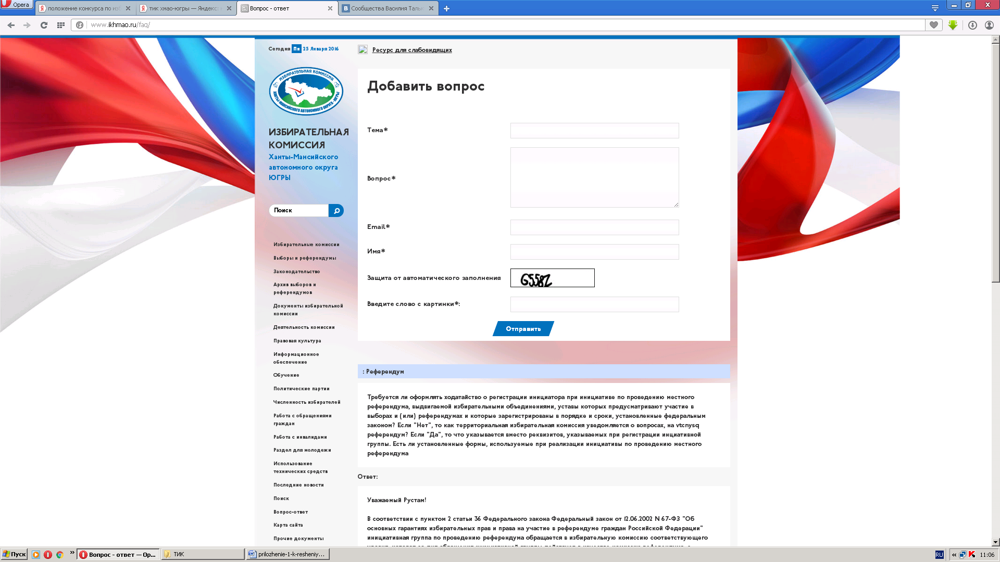 Opera
положение конкурса по изб
тик хмао-югры — Яндекс:
Вопрос - ответ
Сообщества Василия Таль
www.ikhmao.ru/faq/
Сегодня Пн 25 Января 2016
Ресурс для слабовидящих
ИЗБИРАТЕЛЬНАЯ КОМИССИЯ
ХАНТЫ-МАНСИЙСКОГО АВТОНОМНОГО ОКРУГА - ЮГРЫ
ИЗБИРАТЕЛЬНАЯ
КОМИССИЯ
Ханты-Мансийского
автономного округа
ЮГРЫ
Поиск
Избирательные комиссии
Выборы и референдумы
Законодательство
Архив выборов и
референдумов
Документы избирательной
комиссии
Деятельность комиссии
Правовая культура
Информационное
обеспечение
Обучение
Политические партии
Численность избирателей
Работа с обращениями
граждан
Работа с инвалидами
Раздел для молодежи
Использование
технических средств
Последние новости
Поиск
Вопрос-ответ
Карта сайта
Прочие документы
Добавить вопрос
Тема*
Вопрос*
Email*
Имя*
Защита от автоматического заполнения
G558Z
Введите слово с картинки*:
Отправить
: Референдум
Требуется ли оформлять ходатайство о регистрации инициатора при инициативе по проведению местного
референдума, выдвигаемой избирательными объединениями, уставы которых предусматривают участие в
выборах и (или) референдумах и которые зарегистрированы в порядке и сроки, установленные федеральным
законом? Если "Нет", то как территориальная избирательная комиссия уведомляется о вопросах, на vtcnysq
референдум? Если "Да", то что указывается вместо реквизитов, указываемых при регистрации инциативной
группы. Есть ли установленные формы, используемые при реализации инициативы по проведению местного
референдума
Ответ:
Уважаемый Рустам!
В соответствии с пунктом 2 статьи 36 Федерального закона Федеральный закон от 12.06.2002 N 67-ФЗ "Об
основных гарантиях избирательных прав и права на участие в референдуме граждан Российской Федерации"
инициативная группа по проведению референдума обращается в избирательную комиссию соответствующего
Пуск
»
Вопрос - ответ — Op...
ТИК
prilozhenie-1-k-resheniy...
RU
«
11:06